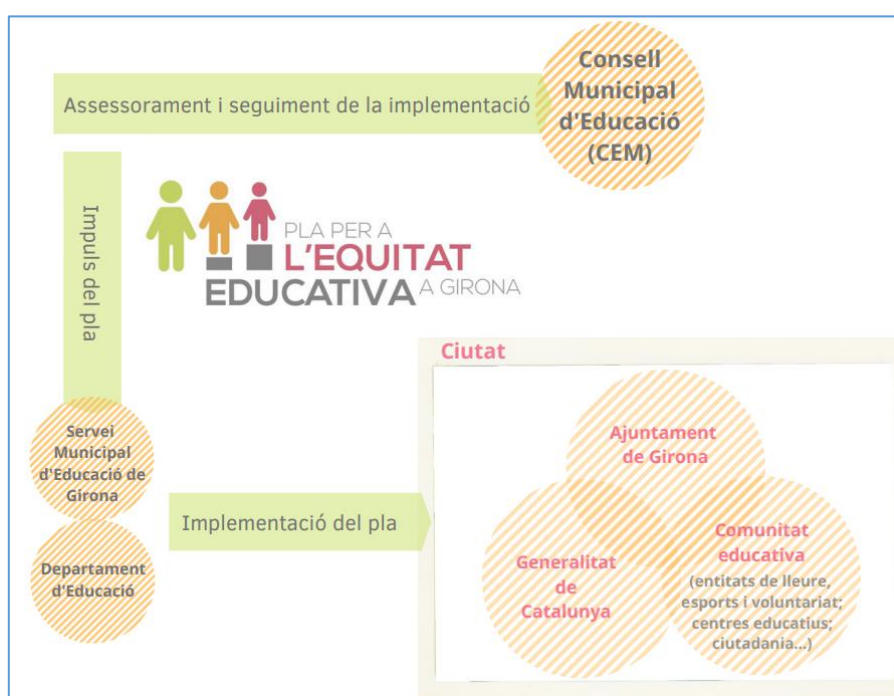 Consell
Municipal
d'Educació
(CEM)
Assessorament i seguiment de la implementació
Impuls del pla
PLA PER A
L'EQUITAT
EDUCATIVA A GIRONA
Ciutat
Servei
Municipal
d'Educació de
Girona
Departament
d'Educació
Implementació del pla
Ajuntament
de Girona
Generalitat
de
Catalunya
Comunitat
educativa
(entitats de lleure,
esports i voluntariat;
centres educatius;
ciutadania...)